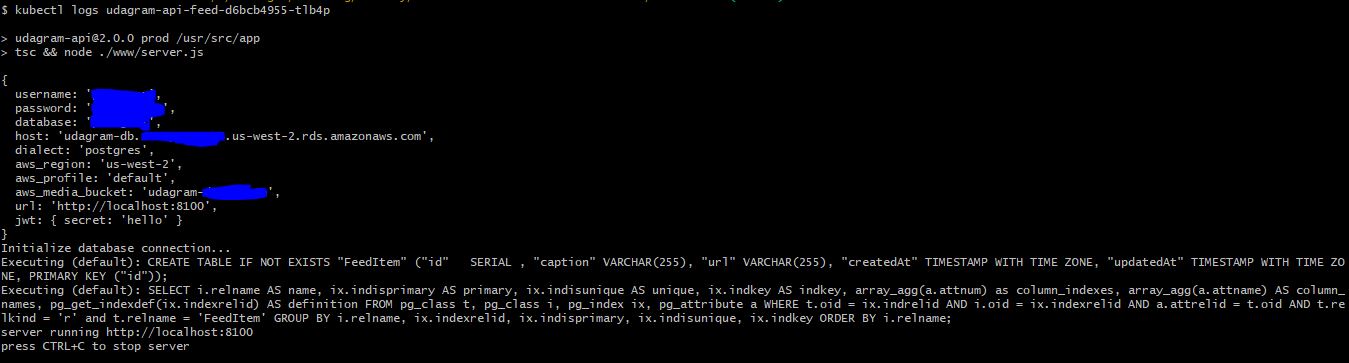 $ kubectl logs udagram-api-feed-d6bcb4955-tlb4p
> udagram-api@2.0.0 prod /usr/src/app
> tsc && node ./www/server.js
{
username: '',
password: '',
database: '',
host: 'udagram-db..us-west-2.rds.amazonaws.com',
dialect: 'postgres',
aws_region: 'us-west-2',
aws_profile: 'default',
aws_media_bucket: 'udagram-',
url: 'http://localhost:8100',
jwt: { secret: 'hello' }
}
Initialize database connection...
Executing (default): CREATE TABLE IF NOT EXISTS "FeedItem" ("id"   SERIAL , "caption" VARCHAR(255), "url" VARCHAR(255), "createdAt" TIMESTAMP WITH TIME ZONE, "updatedAt" TIMESTAMP WITH TIME ZO
NE, PRIMARY KEY ("id"));
Executing (default): SELECT i.relname AS name, ix.indisprimary AS primary, ix.indisunique AS unique, ix.indkey AS indkey, array_agg(a.attnum) as column_indexes, array_agg(a.attname) AS column_
names, pg_get_indexdef(ix.indexrelid) AS definition FROM pg_class t, pg_class i, pg_index ix, pg_attribute a WHERE t.oid = ix.indrelid AND i.oid = ix.indexrelid AND a.attrelid = t.oid AND t.re
lkind = 'r' and t.relname = 'FeedItem' GROUP BY i.relname, ix.indexrelid, ix.indisprimary, ix.indisunique, ix.indkey ORDER BY i.relname;
server running http://localhost:8100
press CTRL+C to stop server